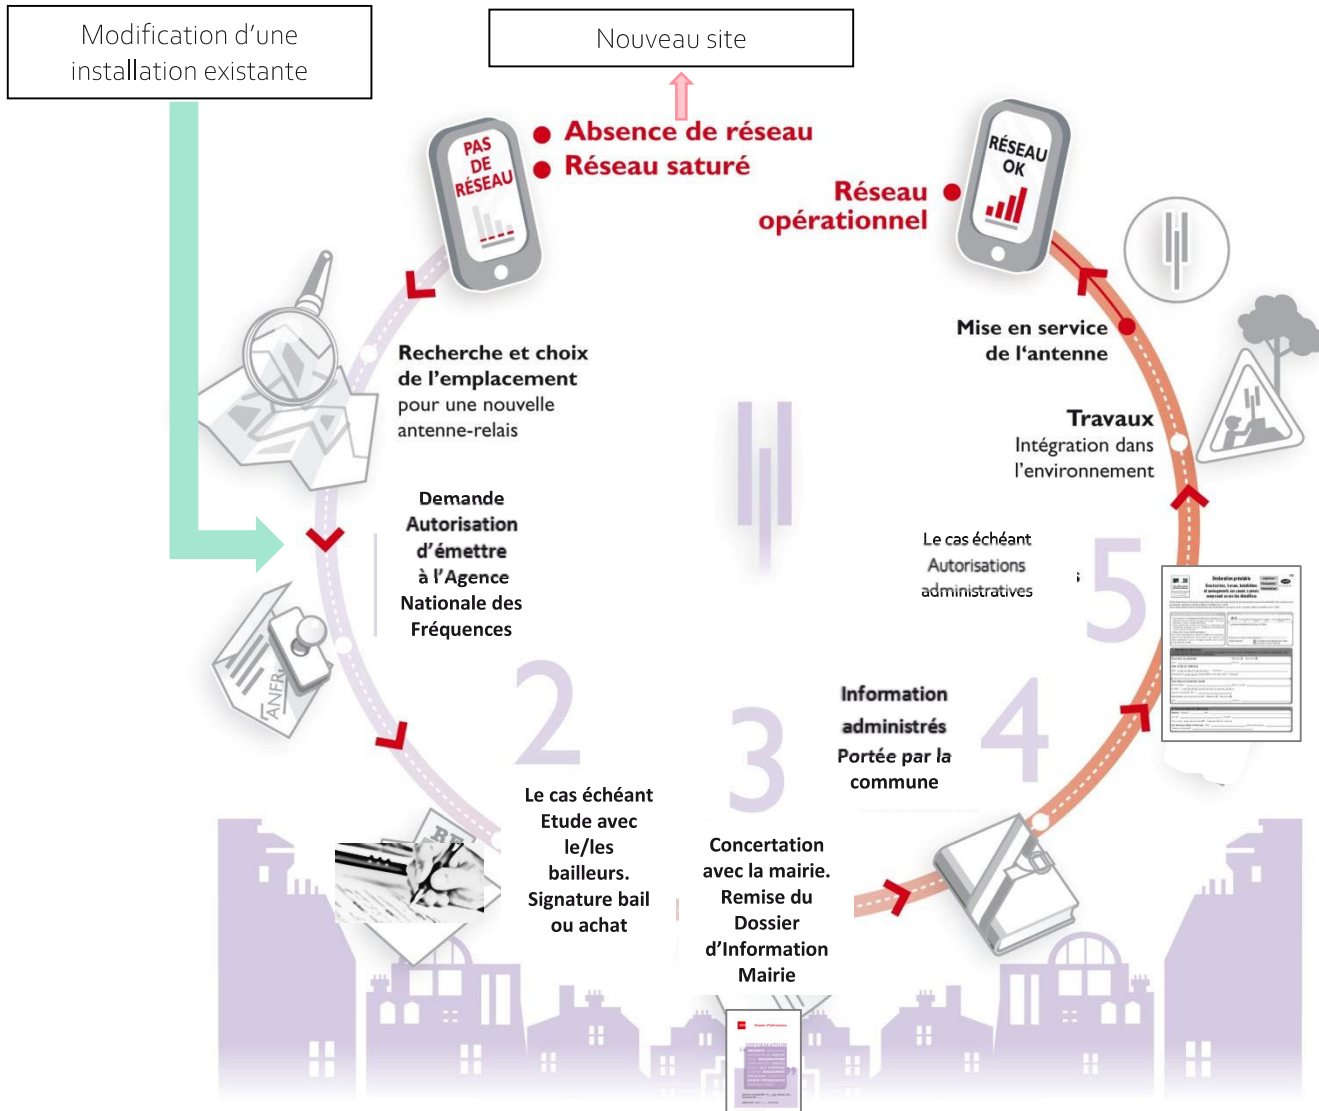 Modification d'une
installation existante
Nouveau site
PAS
DE
RÉSEAU
Absence de réseau
Réseau saturé
RÉSEAU
OK
Réseau
opérationnel
Recherche et choix
de l'emplacement
pour une nouvelle
antenne-relais
Mise en service
de l'antenne
Travaux
Intégration dans
l'environnement
Demande
Autorisation
d'émettre
à l'Agence
Nationale des
Fréquences
ANFR
Le cas échéant
Autorisations
administratives
5
Déclaration préalable
2
Le cas échéant
Etude avec
le/les
bailleurs.
Signature bail
ou achat
3
Concertation
avec la mairie.
Remise du
Dossier
d'Information
Mairie
Information
administrés
Portée par la
commune
4